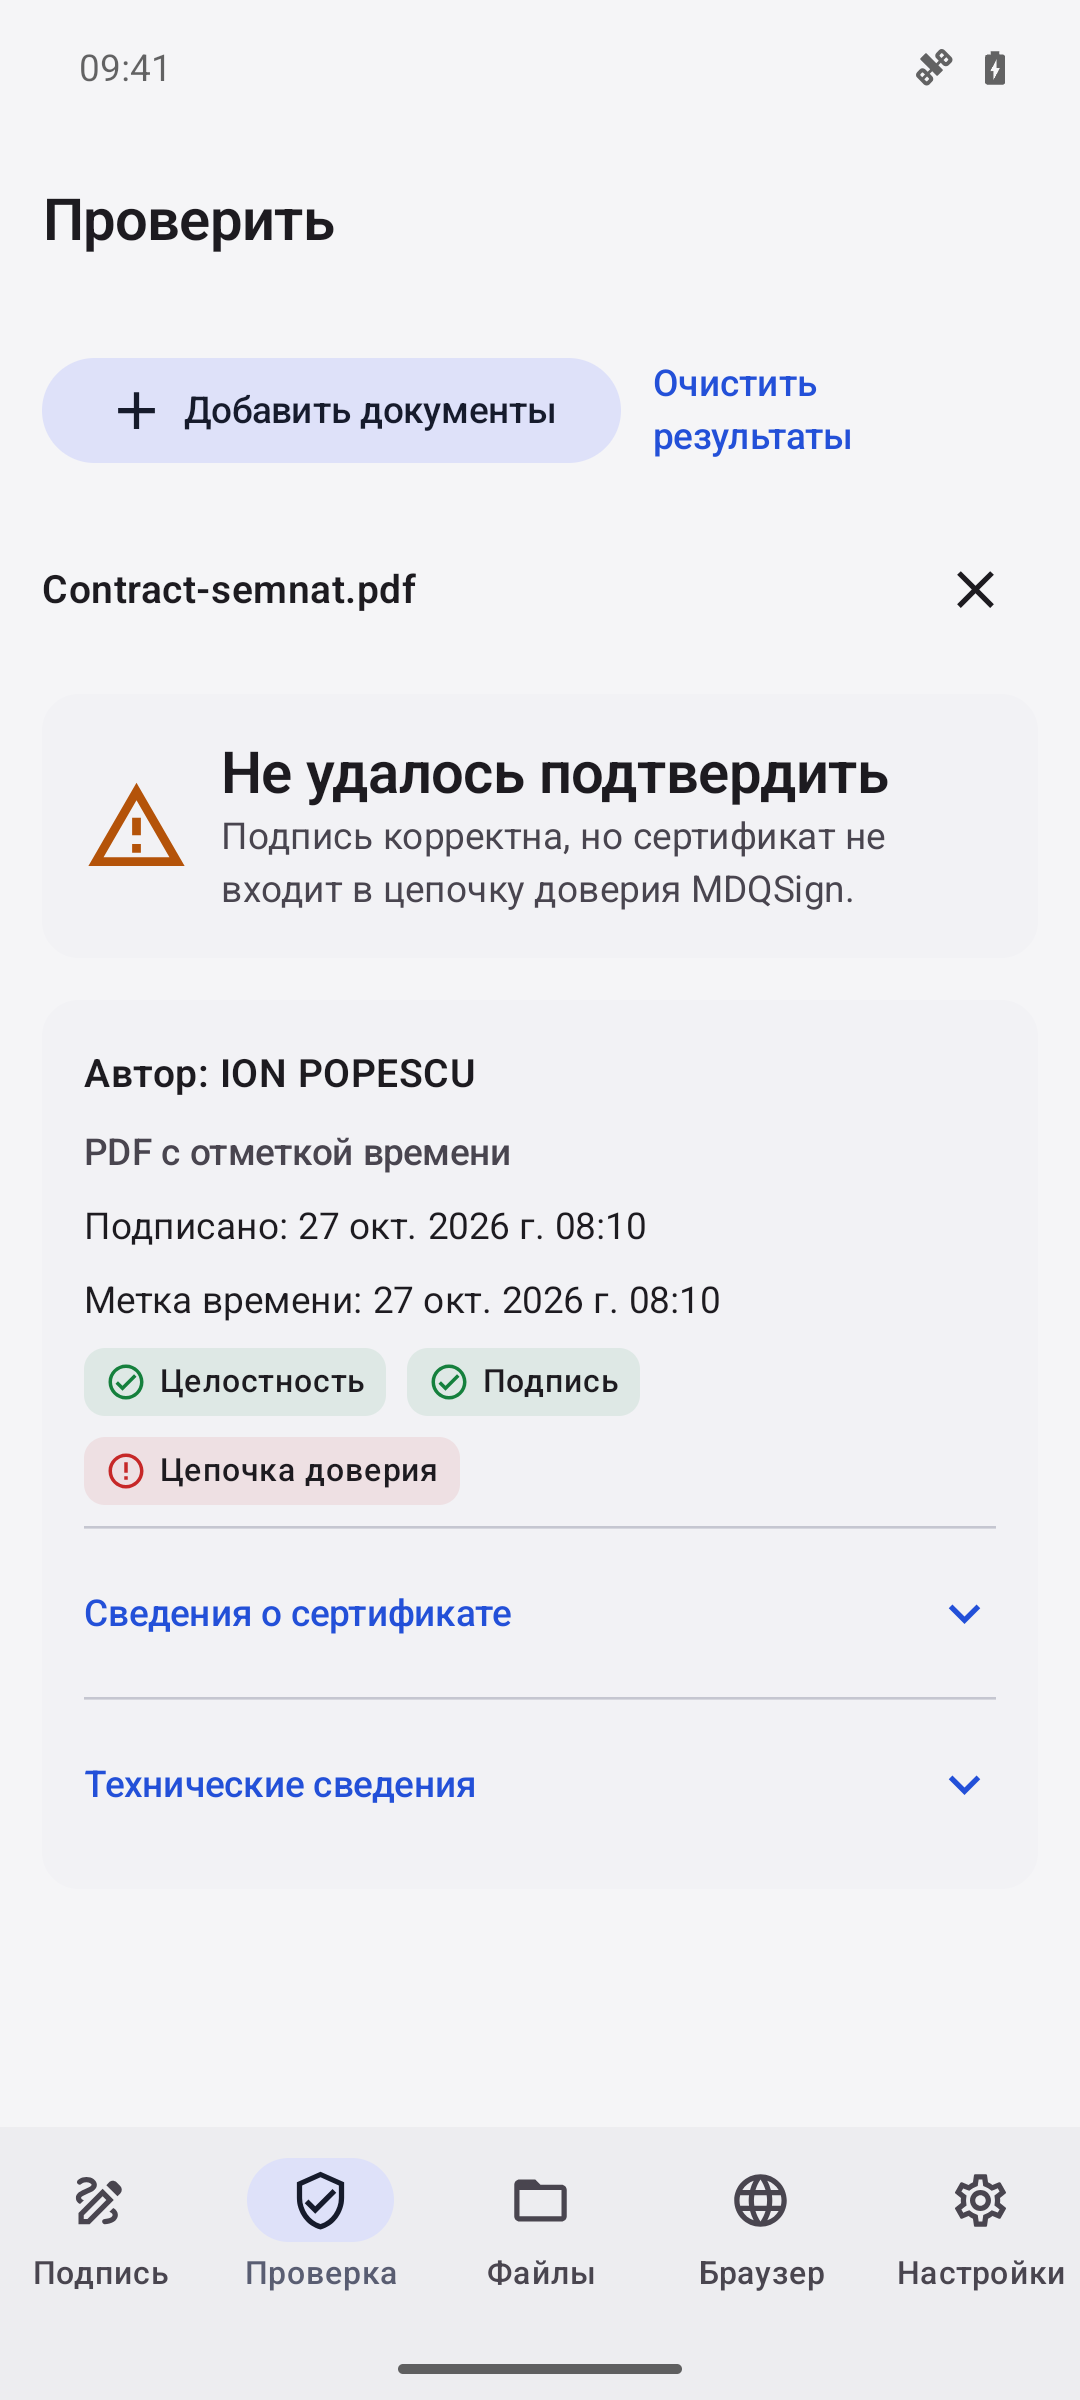 09:41
Проверить
Добавить документы
Очистить
результаты
Contract-semnat.pdf
Не удалось подтвердить
Подпись корректна, но сертификат не
входит в цепочку доверия MDQSign.
Автор: ION POPESCU
PDF с отметкой времени
Подписано: 27 окт. 2026 г. 08:10
Метка времени: 27 окт. 2026 г. 08:10
Целостность
Подпись
Цепочка доверия
Сведения о сертификате
Технические сведения
Подпись
Проверка
Файлы
Браузер
Настройки